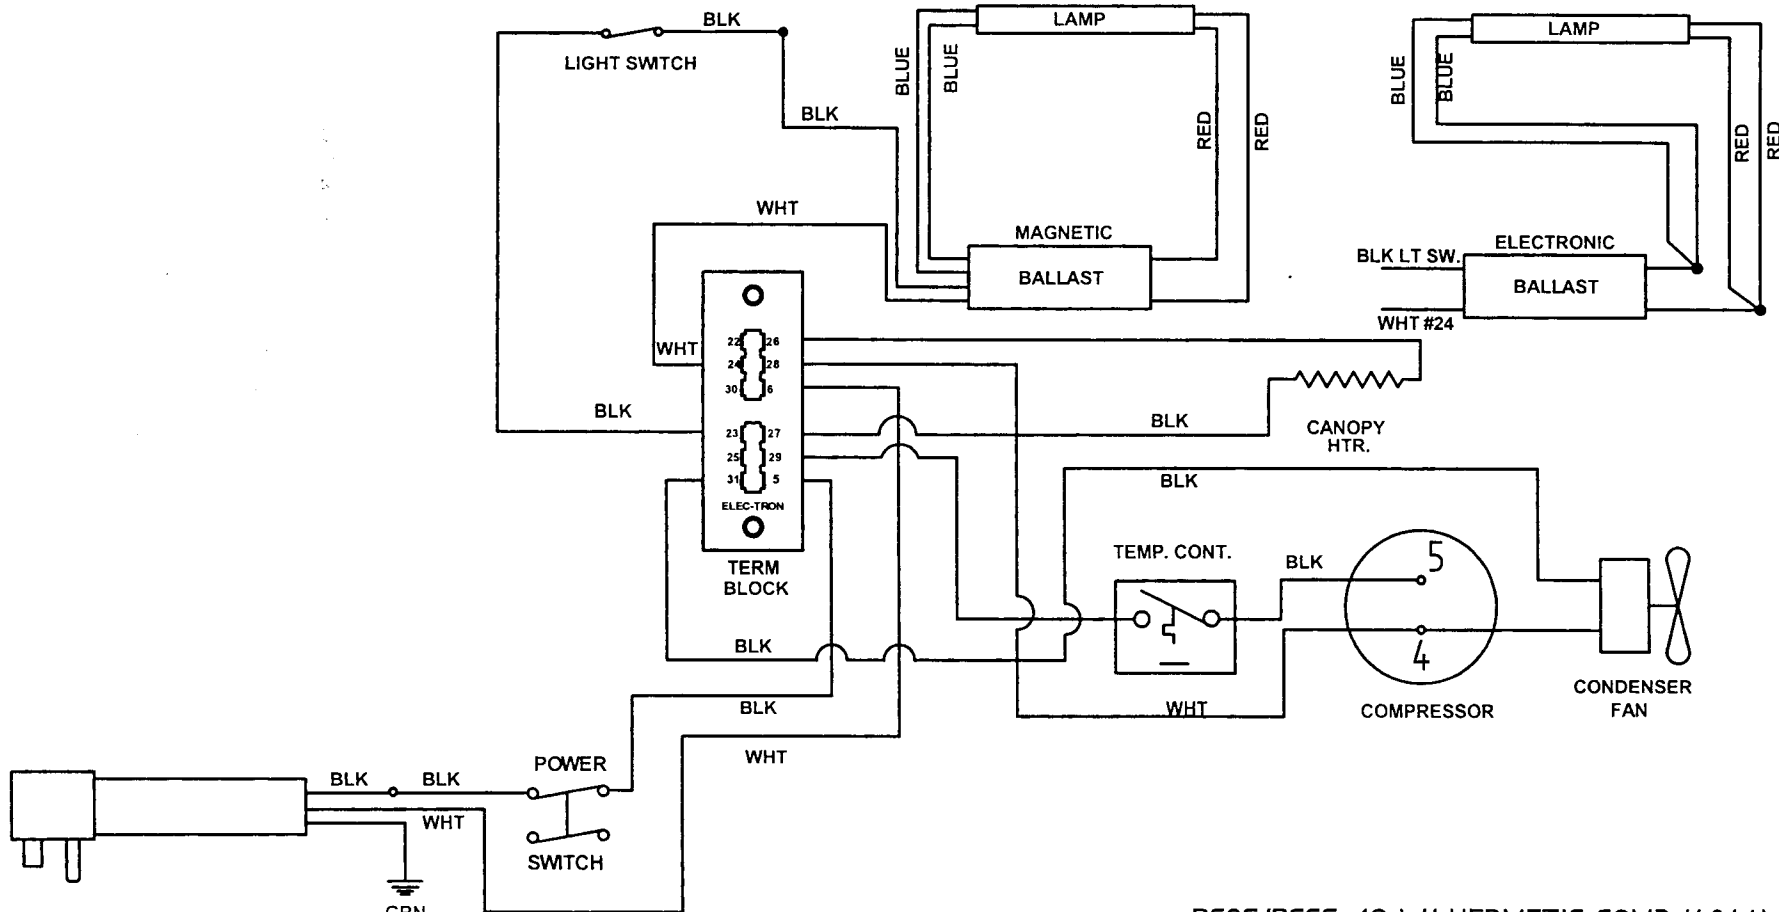 BLK
LAMP
LAMP
LIGHT SWITCH
BLUE
BLUE
BLUE
BLUE
BLK
RED
RED
RED
RED
WHT
MAGNETIC
BALLAST
BLK LT SW.
ELECTRONIC
BALLAST
WHT #24
WHT
22 26
24 28
30 6
BLK
23 27
25 29
31 5
ELEC-TRON
TERM
BLOCK
BLK
CANOPY
HTR.
BLK
TEMP. CONT.
BLK
5
4
COMPRESSOR
CONDENSER
FAN
BLK
BLK
WHT
WHT
POWER
SWITCH
BLK
BLK
WHT